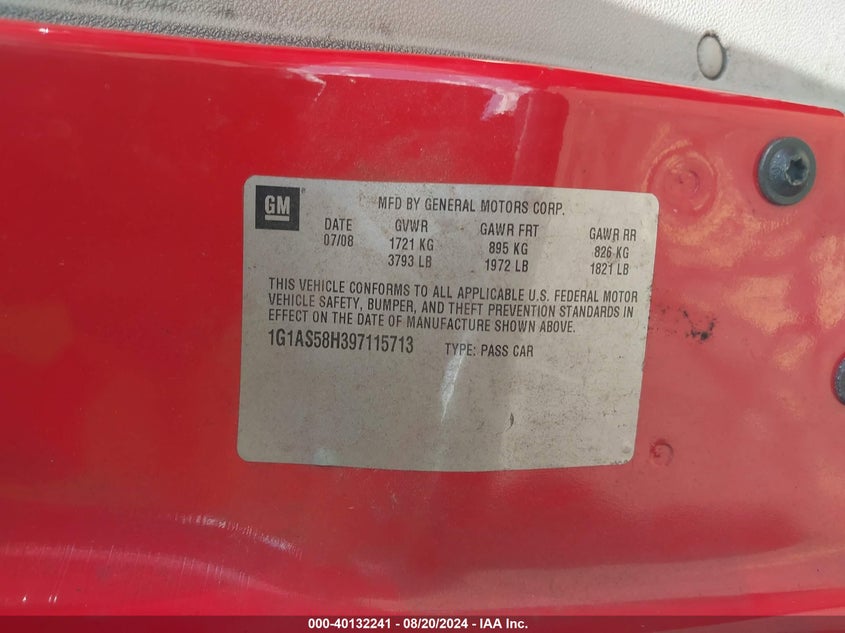 GM
MFD BY GENERAL MOTORS CORP.
DATE GVWR GAWR FRT GAWR RR
07/08 1721 KG 895 KG 826 KG
3793 LB 1972 LB 1821 LB
THIS VEHICLE CONFORMS TO ALL APPLICABLE U.S. FEDERAL MOTOR
VEHICLE SAFETY, BUMPER, AND THEFT PREVENTION STANDARDS IN
EFFECT ON THE DATE OF MANUFACTURE SHOWN ABOVE.
1G1AS58H397115713 TYPE: PASS CAR
000-40132241 - 08/20/2024 - IAA Inc.